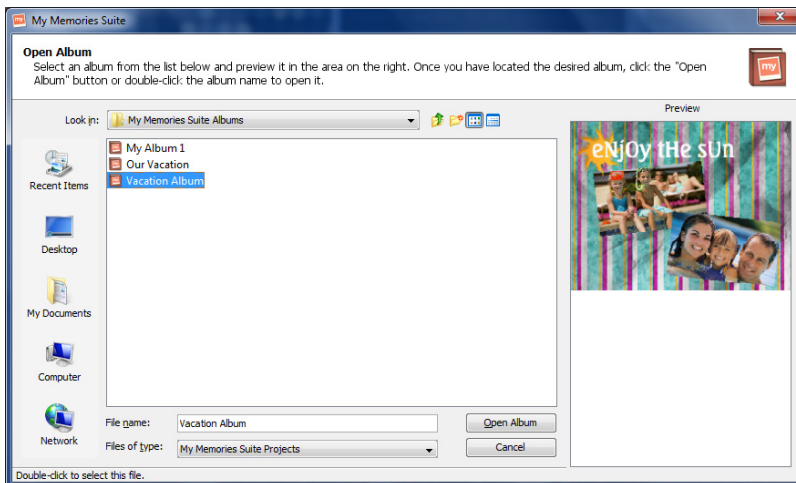 My Memories Suite
Open Album
Select an album from the list below and preview it in the area on the right. Once you have located the desired album, click the "Open
Album" button or double-click the album name to open it.
my
Preview
Look in:
My Memories Suite Albums
My Album 1
Our Vacation
Vacation Album
eNjOy tHe sUn
Recent Items
Desktop
My Documents
Computer
Network
File name:
Vacation Album
Open Album
Files of type:
My Memories Suite Projects
Cancel
Double-click to select this file.